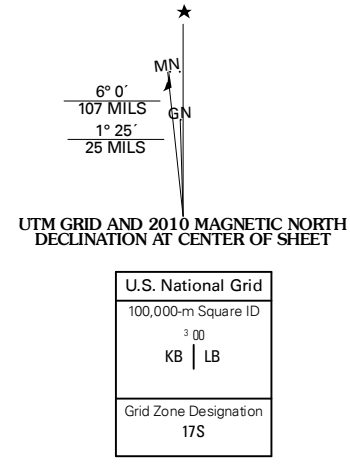 ★
M.N.
6° 0´
107 MILS
GN
1° 25´
25 MILS
UTM GRID AND 2010 MAGNETIC NORTH
DECLINATION AT CENTER OF SHEET
U.S. National Grid
100,000-m Square ID
3 00
KB LB
Grid Zone Designation
17S